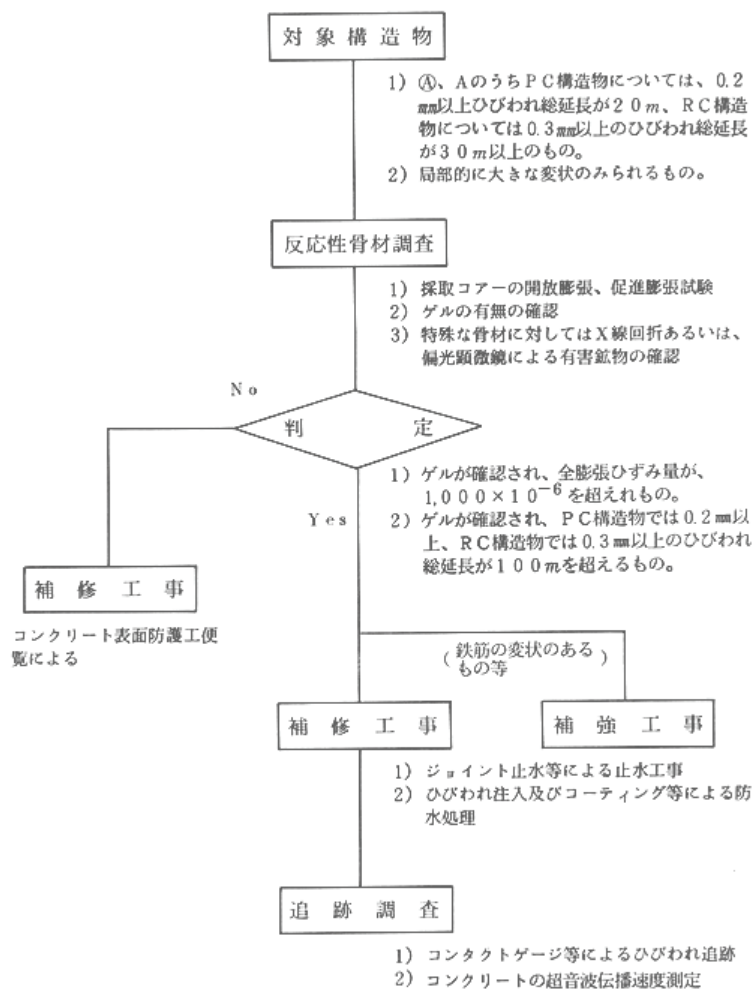 対象構造物
1) Ⓐ、AのうちPC構造物については、0.2
㎜以上ひびわれ総延長が20m、RC構造
物については0.3㎜以上のひびわれ総延長
が30m以上のもの。
2) 局部的に大きな変状のみられるもの。
反応性骨材調査
1) 採取コアーの開放膨張、促進膨張試験
2) ゲルの有無の確認
3) 特殊な骨材に対してはX線回折あるいは、
偏光顕微鏡による有害鉱物の確認
No
判定
1) ゲルが確認され、全膨張ひずみ量が、
1,000×10⁻⁶を超えれもの。
Yes
2) ゲルが確認され、PC構造物では0.2㎜以
上、RC構造物では0.3㎜以上のひびわれ
総延長が100mを超えるもの。
補修工事
コンクリート表面防護工便
覧による
(鉄筋の変状のある
もの等)
補修工事
補強工事
1) ジョイント止水等による止水工事
2) ひびわれ注入及びコーティング等による防
水処理
追跡調査
1) コンタクトゲージ等によるひびわれ追跡
2) コンクリートの超音波伝播速度測定